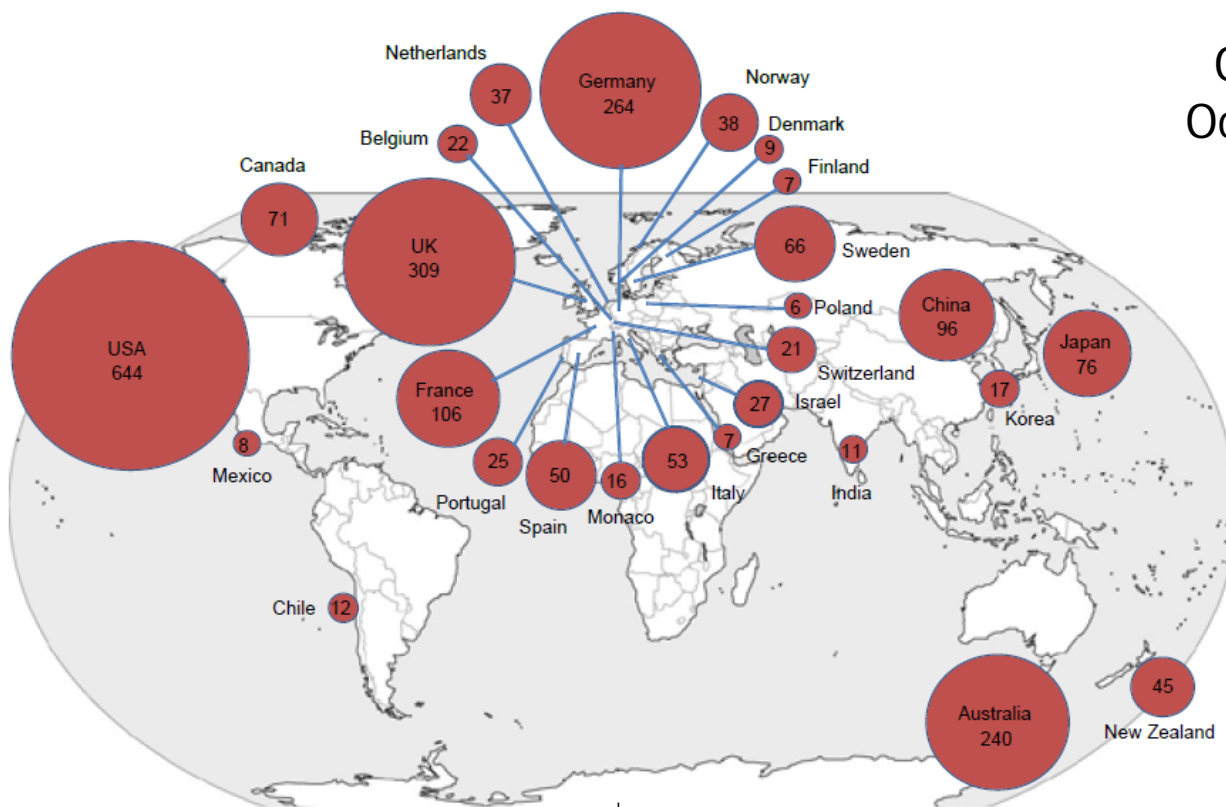 Netherlands
37
Germany
264
Norway
38
Denmark
9
Belgium
22
Finland
7
Canada
71
UK
309
66
Sweden
USA
644
6
Poland
China
96
Japan
76
21
Switzerland
France
106
27
Israel
17
Korea
8
Mexico
7
Greece
11
India
25
Portugal
50
Spain
16
Monaco
53
Italy
Chile
12
Australia
240
45
New Zealand